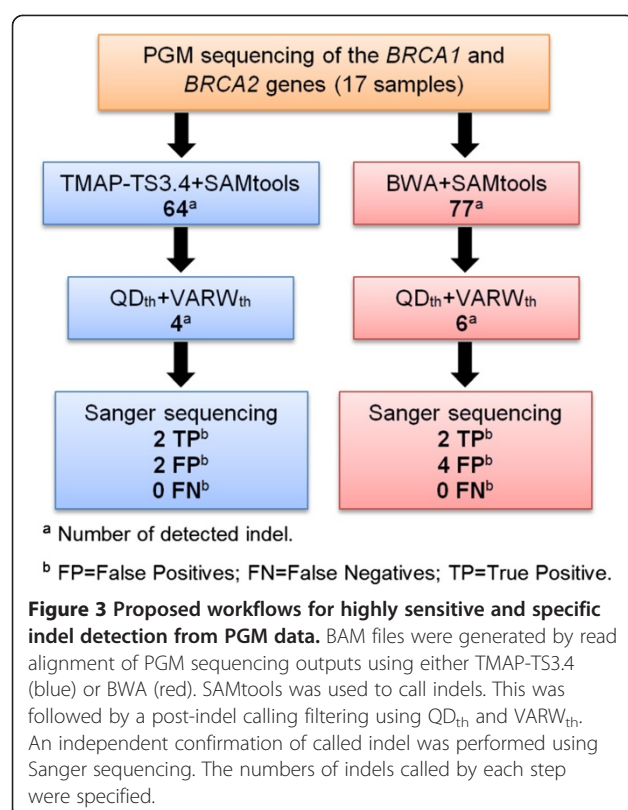 PGM sequencing of the BRCA1 and
BRCA2 genes (17 samples)
TMAP-TS3.4+SAMtools
64a
BWA+SAMtools
77a
QDth+VARWth
4a
QDth+VARWth
6a
Sanger sequencing
2 TPb
2 FPb
0 FNb
Sanger sequencing
2 TPb
4 FPb
0 FNb
a Number of detected indel.
b FP=False Positives; FN=False Negatives; TP=True Positive.
Figure 3 Proposed workflows for highly sensitive and specific
indel detection from PGM data. BAM files were generated by read
alignment of PGM sequencing outputs using either TMAP-TS3.4
(blue) or BWA (red). SAMtools was used to call indels. This was
followed by a post-indel calling filtering using QDth and VARWth.
An independent confirmation of called indel was performed using
Sanger sequencing. The numbers of indels called by each step
were specified.